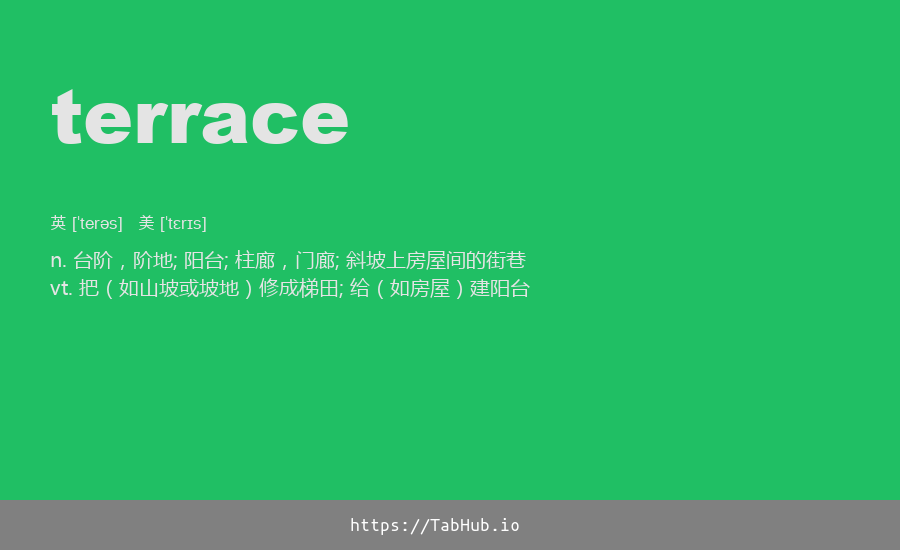 terrace
英 [ˈterəs] 美 [ˈtɛrɪs]
n. 台阶，阶地; 阳台; 柱廊，门廊; 斜坡上房屋间的街巷
vt. 把（如山坡或坡地）修成梯田; 给（如房屋）建阳台
https://TabHub.io